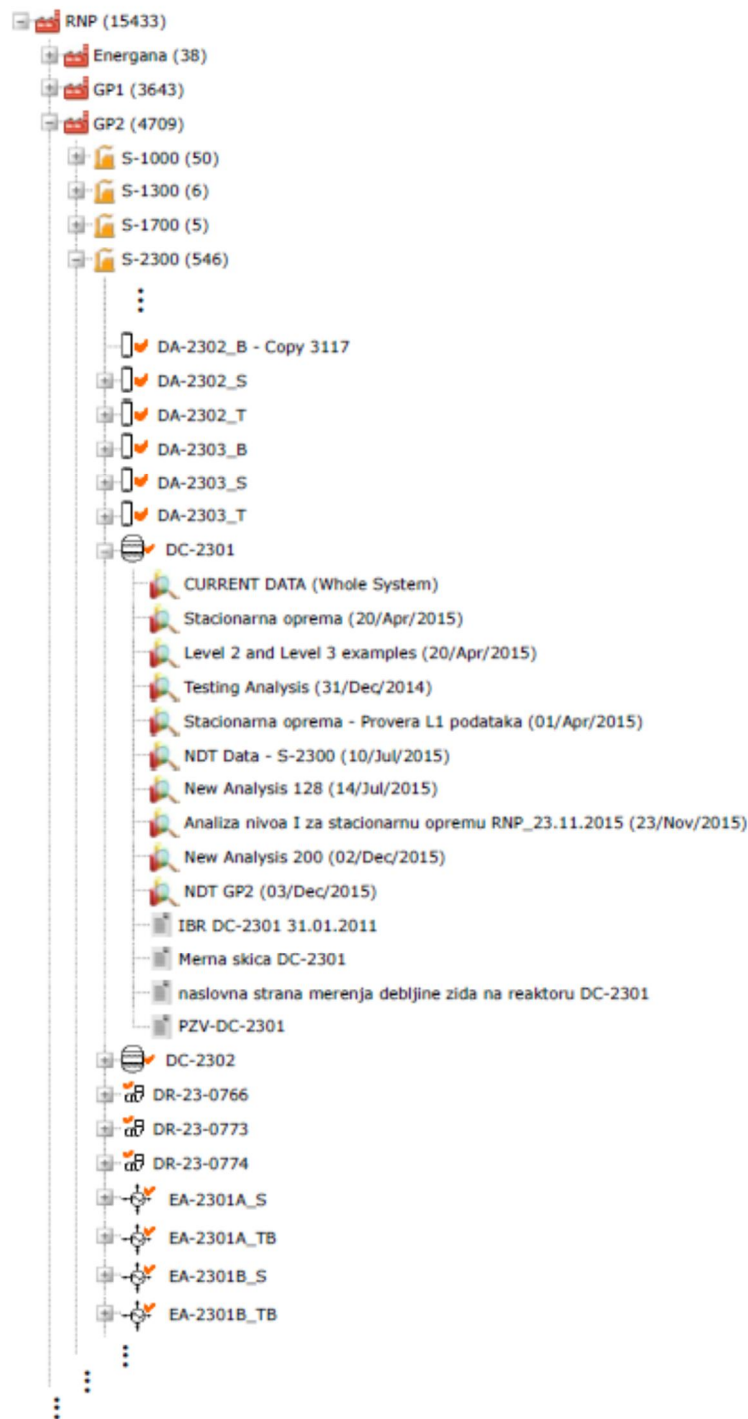 RNP (15433)
Energana (38)
GP1 (3643)
GP2 (4709)
S-1000 (50)
S-1300 (6)
S-1700 (5)
S-2300 (546)
DA-2302_B - Copy 3117
DA-2302_S
DA-2302_T
DA-2303_B
DA-2303_S
DA-2303_T
DC-2301
CURRENT DATA (Whole System)
Stacionarna oprema (20/Apr/2015)
Level 2 and Level 3 examples (20/Apr/2015)
Testing Analysis (31/Dec/2014)
Stacionarna oprema - Provera L1 podataka (01/Apr/2015)
NDT Data - S-2300 (10/Jul/2015)
New Analysis 128 (14/Jul/2015)
Analiza nivoa I za stacionarnu opremu RNP_23.11.2015 (23/Nov/2015)
New Analysis 200 (02/Dec/2015)
NDT GP2 (03/Dec/2015)
IBR DC-2301 31.01.2011
Merna skica DC-2301
naslovna strana merenja debljine zida na reaktoru DC-2301
PZV-DC-2301
DC-2302
DR-23-0766
DR-23-0773
DR-23-0774
EA-2301A_S
EA-2301A_TB
EA-2301B_S
EA-2301B_TB